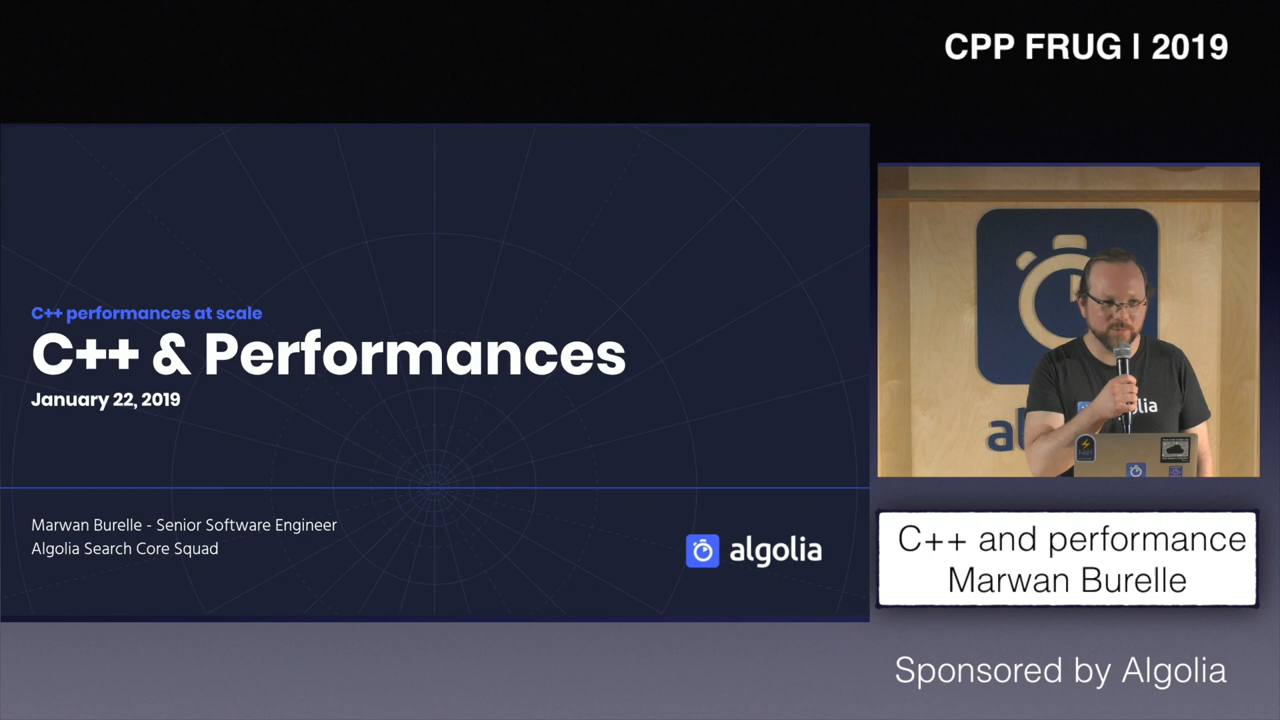 CPP FRUG | 2019
C++ performances at scale
C++ & Performances
January 22, 2019
Marwan Burelle - Senior Software Engineer
Algolia Search Core Squad
algolia
C++ and performance
Marwan Burelle
Sponsored by Algolia